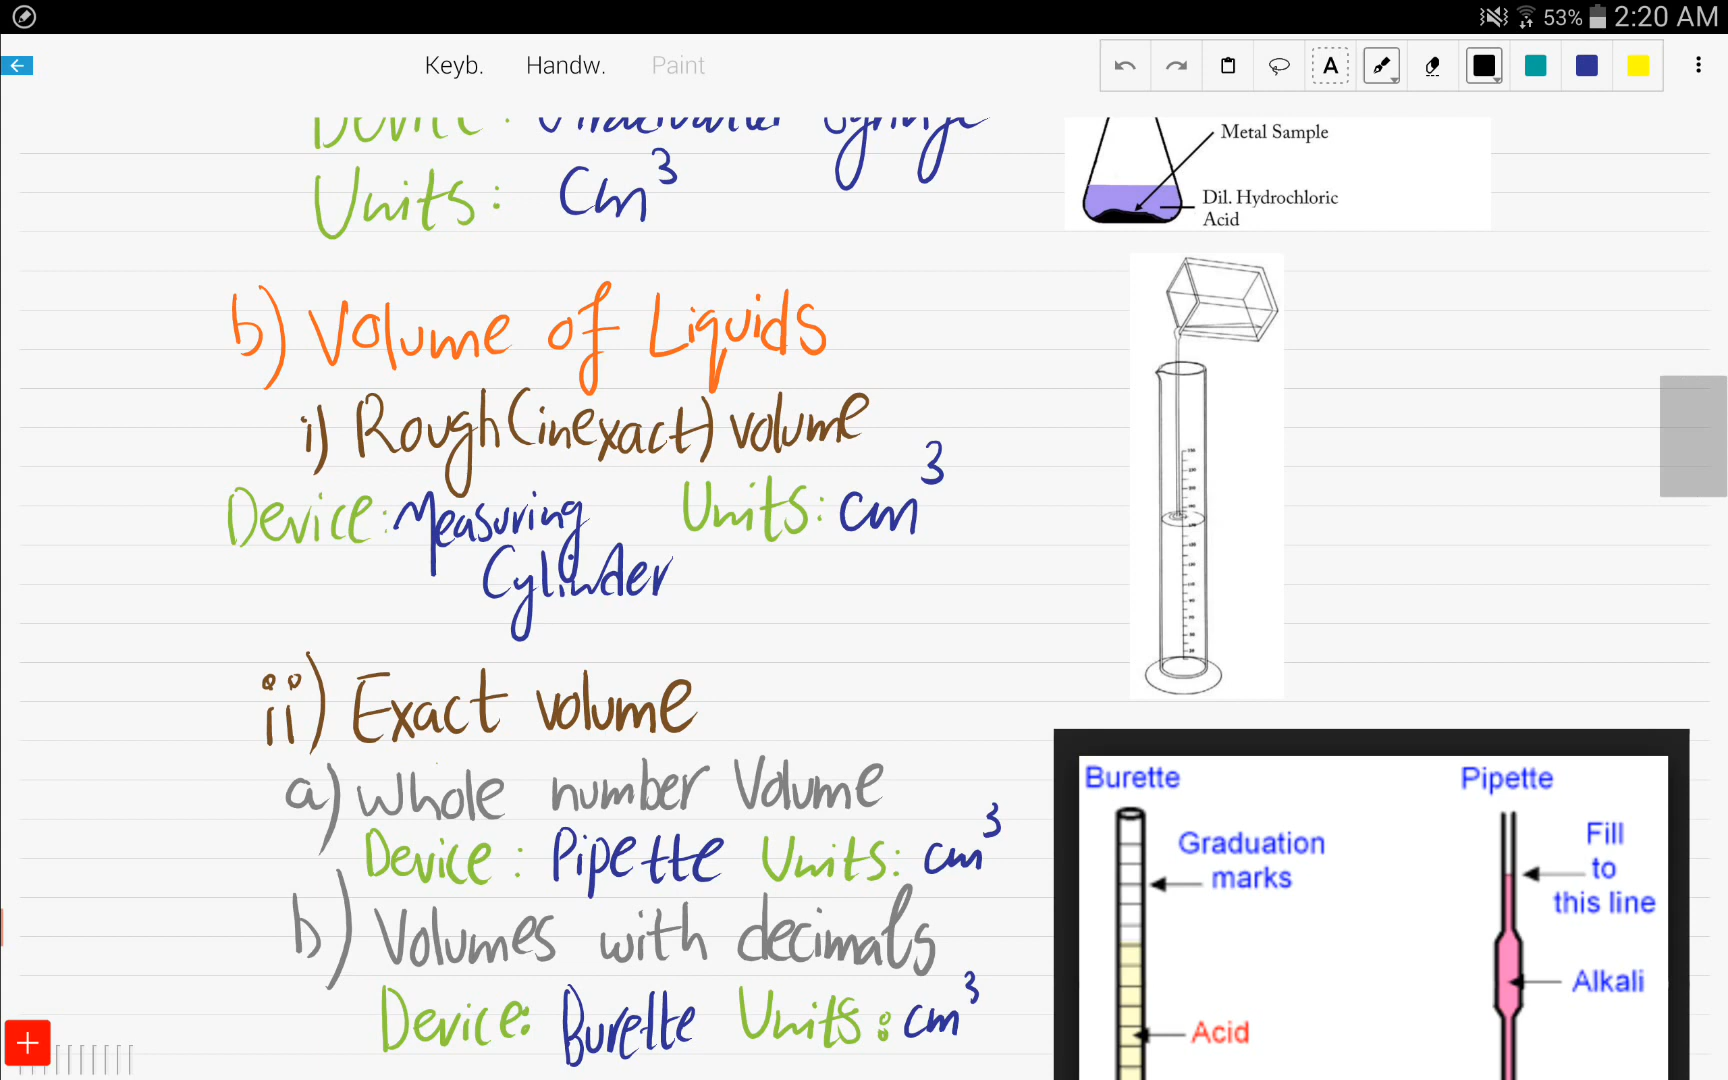 53% 2:20 AM
Keyb. Handw. Paint
A
Device:
Units: Cm³
Metal Sample
Dil. Hydrochloric
Acid
b) Volume of Liquids
i) Rough (inexact) volume
Device: Measuring Units: cm³
Cylinder
ii) Exact volume
a) Whole number Volume
Device: Pipette Units: cm³
b) Volumes with decimals
Device: Burette Units: cm³
Burette
Graduation
marks
Acid
Pipette
Fill
to
this line
Alkali